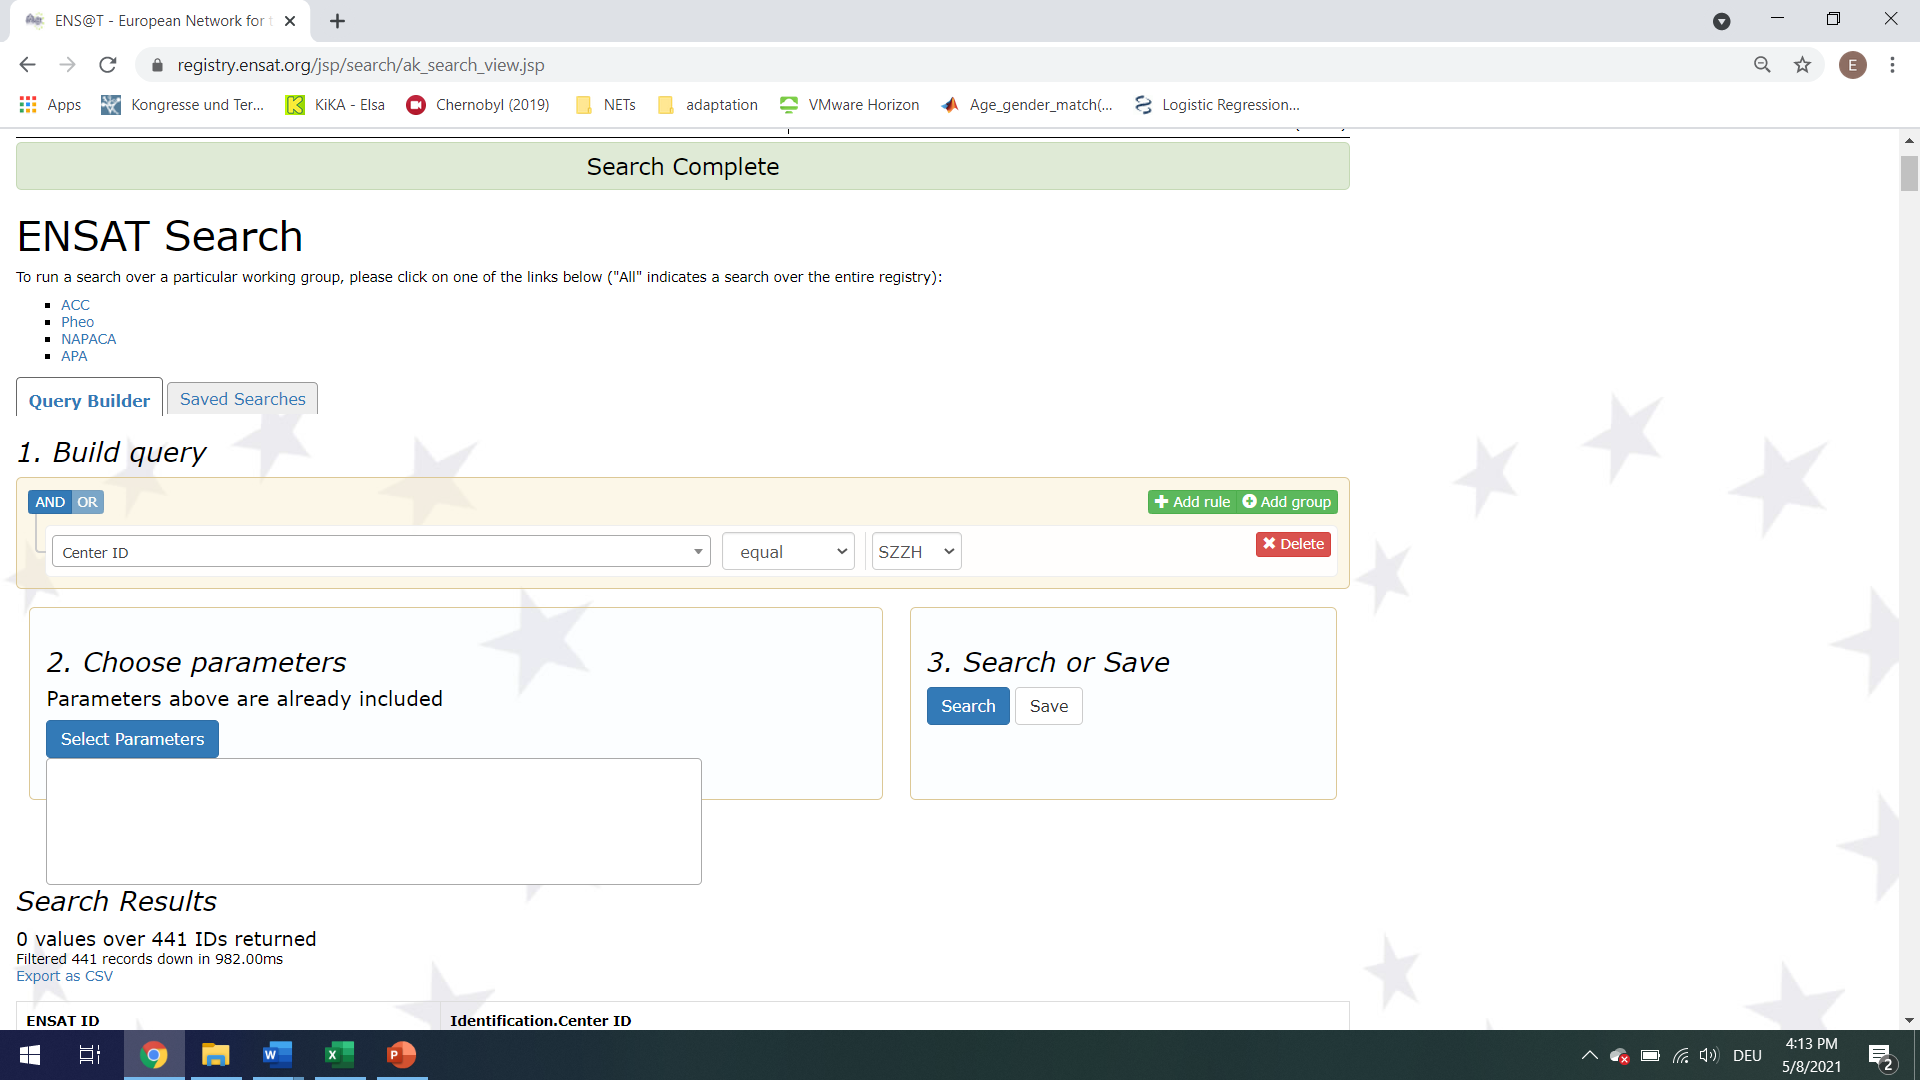 ENS@T - European Network for t
registry.ensat.org/jsp/search/ak_search_view.jsp
E
Apps
Kongresse und Ter...
KiKA - Elsa
Chernobyl (2019)
NETs
adaptation
VMware Horizon
Age_gender_match(...
Logistic Regression...
Search Complete
ENSAT Search
To run a search over a particular working group, please click on one of the links below ("All" indicates a search over the entire registry):
ACC
Pheo
NAPACA
APA
Query Builder
Saved Searches
1. Build query
AND OR
Add rule Add group
Center ID
equal
SZZH
Delete
2. Choose parameters
Parameters above are already included
Select Parameters
3. Search or Save
Search Save
Search Results
0 values over 441 IDs returned
Filtered 441 records down in 982.00ms
Export as CSV
ENSAT ID
Identification.Center ID
DEU
4:13 PM
5/8/2021
2